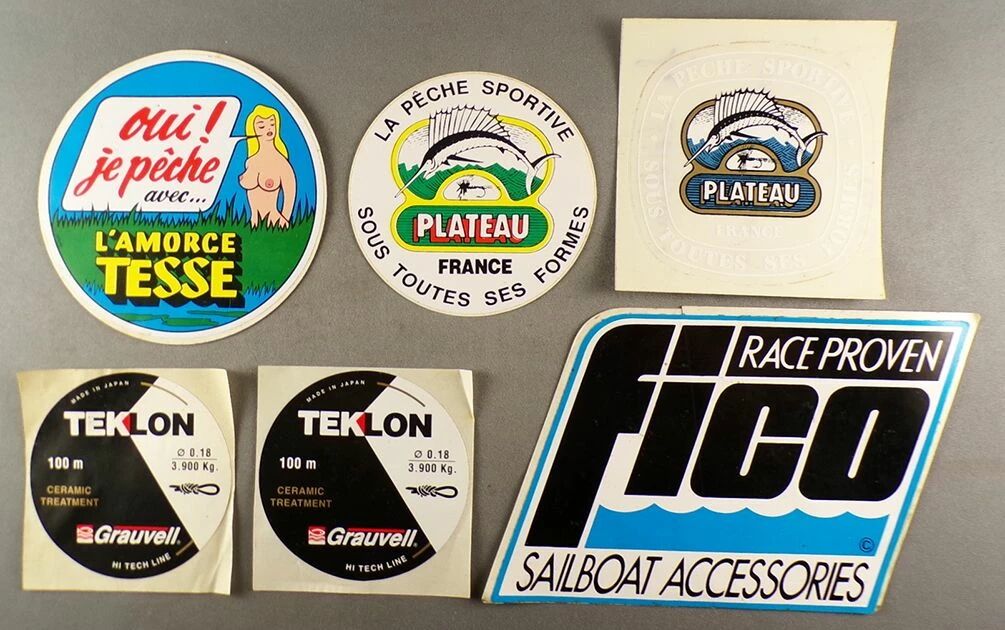 oui!
je pêche
avec...
L'AMORCE
TESSE
LA PÊCHE SPORTIVE
PLATEAU
FRANCE
SOUS TOUTES SES FORMES
LA PECHE SPORTIVE
PLATEAU
FRANCE
SOUS TOUTES SES FORMES
MADE IN JAPAN
TEKLON
100 m
Ø 0.18
3.900 Kg.
CERAMIC
TREATMENT
Grauvell.
HI TECH LINE
MADE IN JAPAN
TEKLON
100 m
Ø 0.18
3.900 Kg.
CERAMIC
TREATMENT
Grauvell.
HI TECH LINE
RACE PROVEN
fico
©
SAILBOAT ACCESSORIES